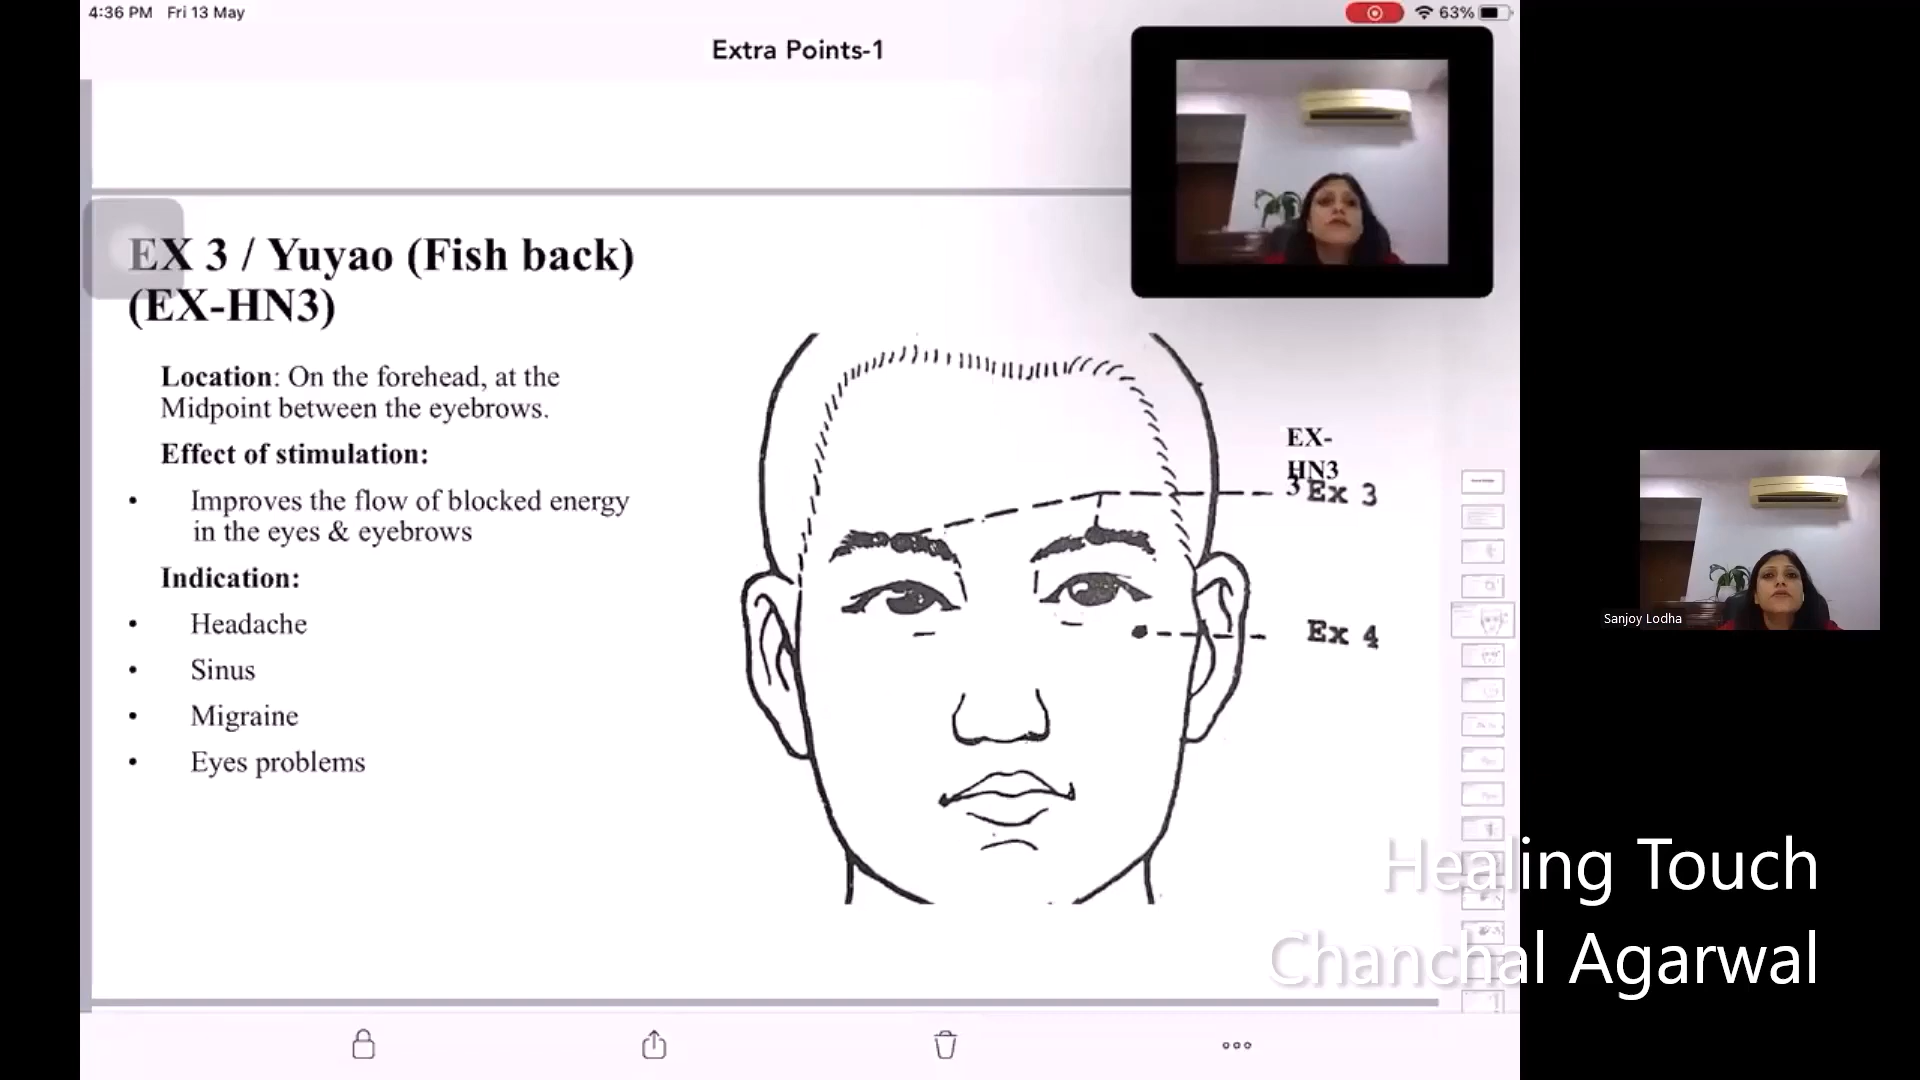 4:36 PM Fri 13 May
63%
Extra Points-1
EX 3 / Yuyao (Fish back)
(EX-HN3)
Location: On the forehead, at the
Midpoint between the eyebrows.
Effect of stimulation:
• Improves the flow of blocked energy
in the eyes & eyebrows
Indication:
• Headache
• Sinus
• Migraine
• Eyes problems
EX-
HN3
3 Ex 3
Ex 4
Sanjoy Lodha
Healing Touch
Chanchal Agarwal